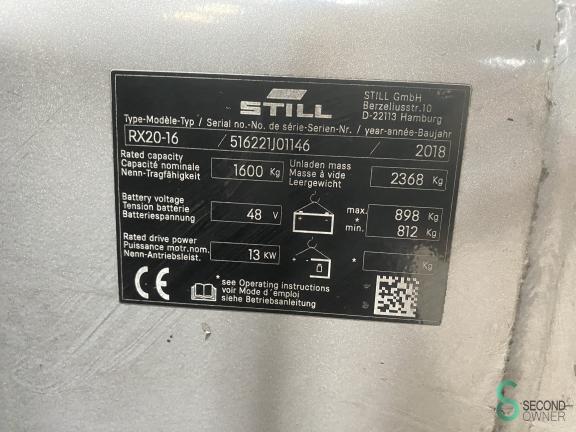 STILL
STILL GmbH
Berzeliusstr.10
D-22113 Hamburg
Type-Modèle-Typ / Serial no.-No. de série-Serien-Nr. / year-année-Baujahr
RX20-16 / 516221J01146 / 2018
Rated capacity
Capacité nominale
Nenn-Tragfähigkeit
1600 Kg
Unladen mass
Masse à vide
Leergewicht
2368 Kg
Battery voltage
Tension batterie
Batteriespannung
48 V
max. 898 Kg
*
min. 812 Kg
Rated drive power
Puissance motr.nom.
Nenn-Antriebsleist.
13 KW
* Kg
CE
* see Operating instructions
voir Mode d'emploi
siehe Betriebsanleitung
SECOND
OWNER